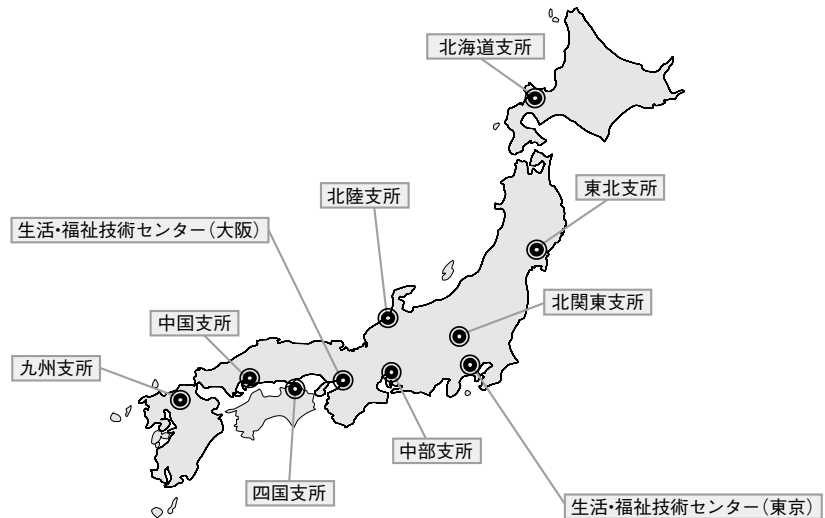 北海道支所
東北支所
北陸支所
生活・福祉技術センター(大阪)
北関東支所
中国支所
九州支所
中部支所
四国支所
生活・福祉技術センター(東京)